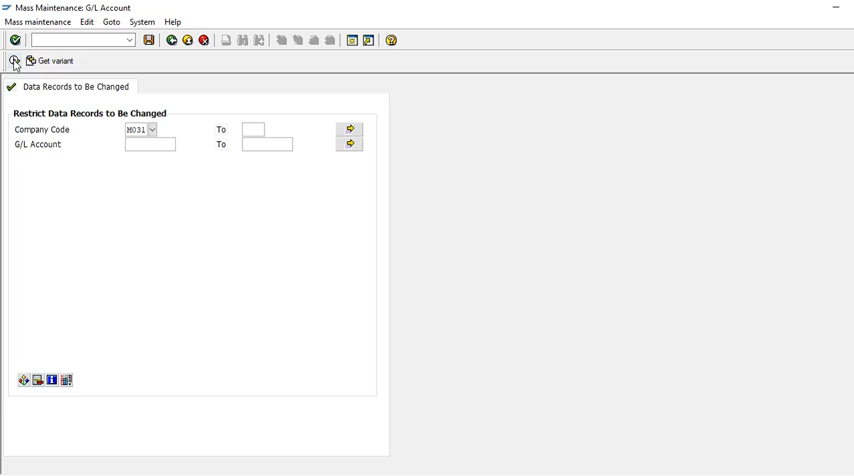 Mass Maintenance: G/L Account
Mass maintenance Edit Goto System Help
Get variant
Data Records to Be Changed
Restrict Data Records to Be Changed
Company Code M031 To
G/L Account To